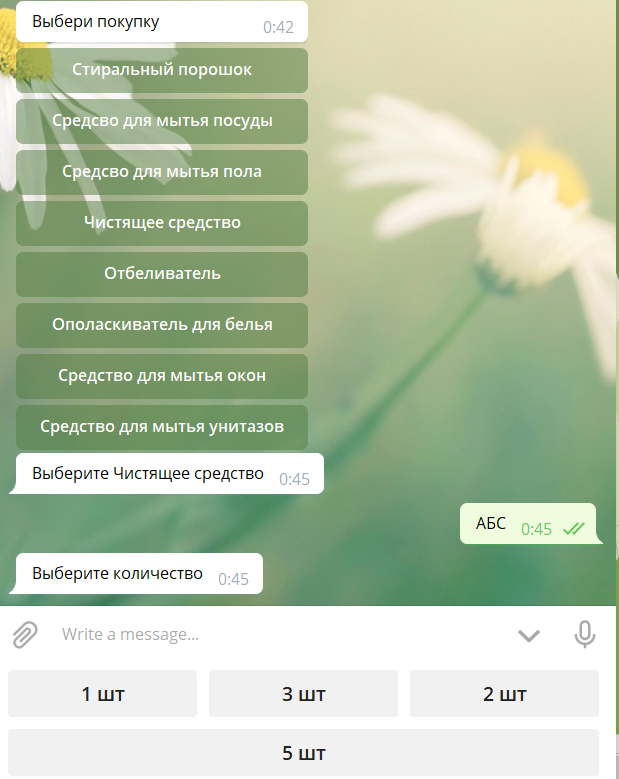 Выбери покупку
0:42
Стиральный порошок
Средсво для мытья посуды
Средсво для мытья пола
Чистящее средство
Отбеливатель
Ополаскиватель для белья
Средство для мытья окон
Средство для мытья унитазов
Выберите Чистящее средство
0:45
АБС
0:45
Выберите количество
0:45
Write a message...
1 шт
3 шт
2 шт
5 шт